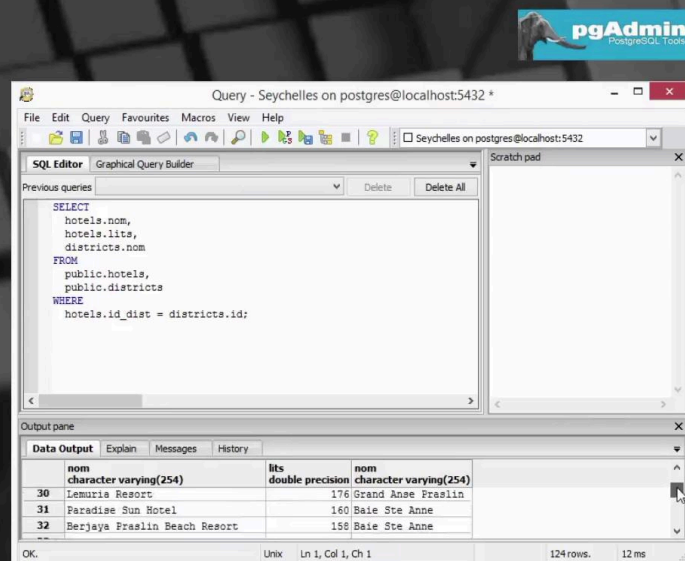 pgAdmin
PostgreSQL Tools
Query - Seychelles on postgres@localhost:5432 *
File Edit Query Favourites Macros View Help
Seychelles on postgres@localhost:5432
SQL Editor Graphical Query Builder
Scratch pad
Previous queries Delete Delete All
SELECT
hotels.nom,
hotels.lits,
districts.nom
FROM
public.hotels,
public.districts
WHERE
hotels.id_dist = districts.id;
Output pane
Data Output Explain Messages History
nom lits nom
character varying(254) double precision character varying(254)
30 Lemuria Resort 176 Grand Anse Praslin
31 Paradise Sun Hotel 160 Baie Ste Anne
32 Berjaya Praslin Beach Resort 158 Baie Ste Anne
OK. Unix Ln 1, Col 1, Ch 1 124 rows. 12 ms